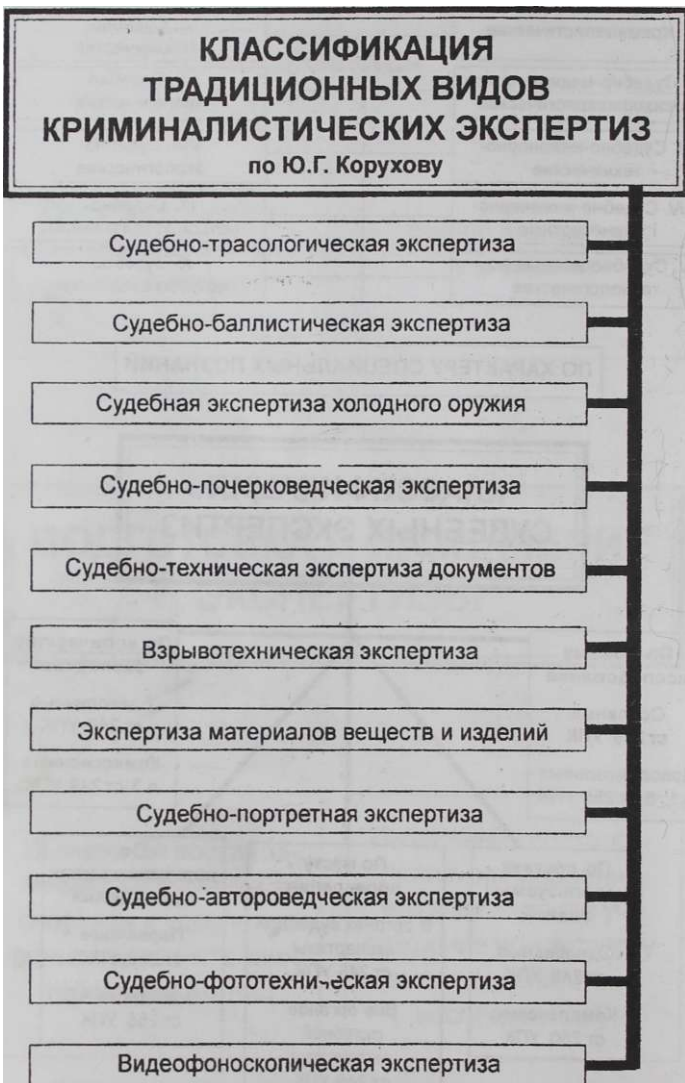 КЛАССИФИКАЦИЯ
ТРАДИЦИОННЫХ ВИДОВ
КРИМИНАЛИСТИЧЕСКИХ ЭКСПЕРТИЗ
по Ю.Г. Корухову
Судебно-трасологическая экспертиза
Судебно-баллистическая экспертиза
Судебная экспертиза холодного оружия
Судебно-почерковедческая экспертиза
Судебно-техническая экспертиза документов
Взрывотехническая экспертиза
Экспертиза материалов веществ и изделий
Судебно-портретная экспертиза
Судебно-автороведческая экспертиза
Судебно-фототехническая экспертиза
Видеофоноскопическая экспертиза